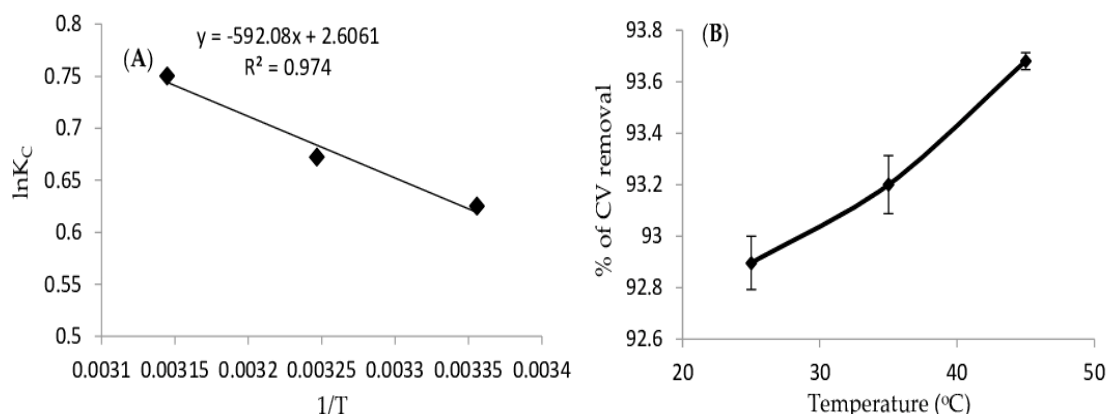 (A)
y = -592.08x + 2.6061
R² = 0.974
0.8
0.75
0.7
0.65
0.6
0.55
0.5
lnK_C
0.0031 0.00315 0.0032 0.00325 0.0033 0.00335 0.0034
1/T
(B)
93.8
93.6
93.4
93.2
93
92.8
92.6
% of CV removal
20 30 40 50
Temperature (ºC)